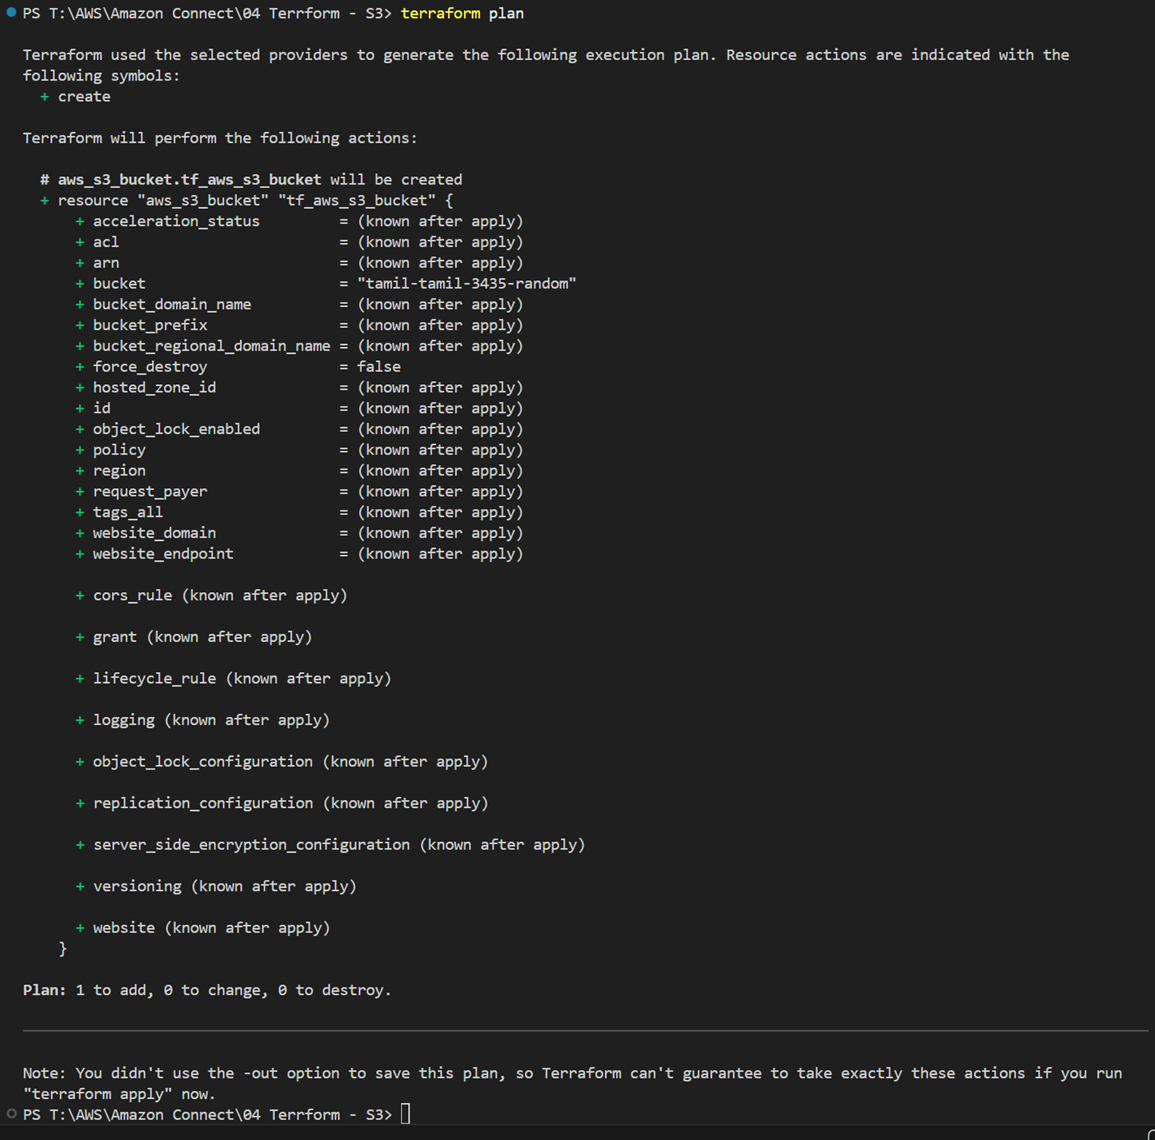 PS T:\AWS\Amazon Connect\04 Terrform - S3> terraform plan
Terraform used the selected providers to generate the following execution plan. Resource actions are indicated with the
following symbols:
+ create
Terraform will perform the following actions:
# aws_s3_bucket.tf_aws_s3_bucket will be created
+ resource "aws_s3_bucket" "tf_aws_s3_bucket" {
+ acceleration_status = (known after apply)
+ acl = (known after apply)
+ arn = (known after apply)
+ bucket = "tamil-tamil-3435-random"
+ bucket_domain_name = (known after apply)
+ bucket_prefix = (known after apply)
+ bucket_regional_domain_name = (known after apply)
+ force_destroy = false
+ hosted_zone_id = (known after apply)
+ id = (known after apply)
+ object_lock_enabled = (known after apply)
+ policy = (known after apply)
+ region = (known after apply)
+ request_payer = (known after apply)
+ tags_all = (known after apply)
+ website_domain = (known after apply)
+ website_endpoint = (known after apply)
+ cors_rule (known after apply)
+ grant (known after apply)
+ lifecycle_rule (known after apply)
+ logging (known after apply)
+ object_lock_configuration (known after apply)
+ replication_configuration (known after apply)
+ server_side_encryption_configuration (known after apply)
+ versioning (known after apply)
+ website (known after apply)
}
Plan: 1 to add, 0 to change, 0 to destroy.
Note: You didn't use the -out option to save this plan, so Terraform can't guarantee to take exactly these actions if you run
"terraform apply" now.
PS T:\AWS\Amazon Connect\04 Terrform - S3>